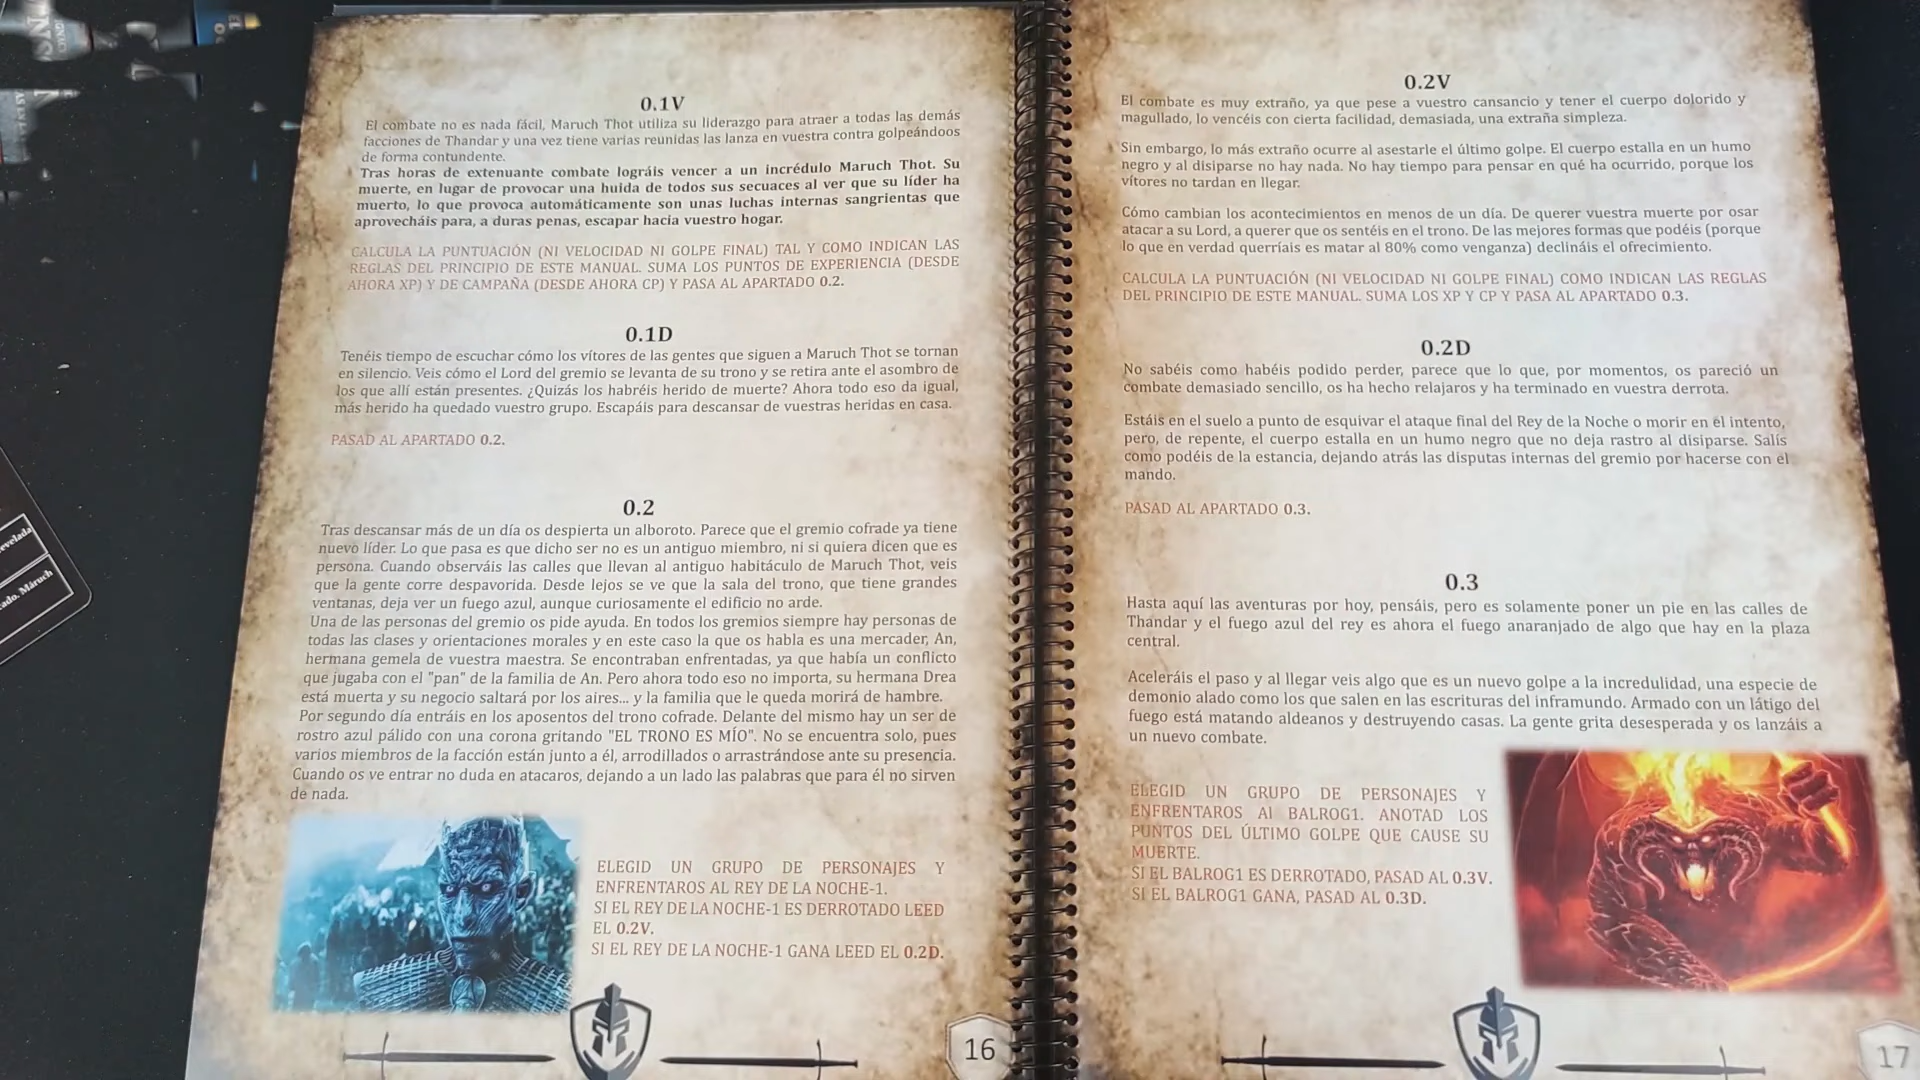 0.1V
El combate no es nada fácil, Maruch Thot utiliza su liderazgo para atraer a todas las demás
facciones de Thandar y una vez tiene varias reunidas las lanza en vuestra contra golpeándoos
de forma contundente.
Tras horas de extenuante combate lográis vencer a un incrédulo Maruch Thot. Su
muerte, en lugar de provocar una huida de todos sus secuaces al ver que su líder ha
muerto, lo que provoca automáticamente son unas luchas internas sangrientas que
aprovecháis para, a duras penas, escapar hacia vuestro hogar.
CALCULA LA PUNTUACIÓN (NI VELOCIDAD NI GOLPE FINAL) TAL Y COMO INDICAN LAS
REGLAS DEL PRINCIPIO DE ESTE MANUAL. SUMA LOS PUNTOS DE EXPERIENCIA (DESDE
AHORA XP) Y DE CAMPAÑA (DESDE AHORA CP) Y PASA AL APARTADO 0.2.
0.1D
Tenéis tiempo de escuchar cómo los vítores de las gentes que siguen a Maruch Thot se tornan
en silencio. Veis cómo el Lord del gremio se levanta de su trono y se retira ante el asombro de
los que allí están presentes. ¿Quizás los habréis herido de muerte? Ahora todo eso da igual,
más herido ha quedado vuestro grupo. Escapáis para descansar de vuestras heridas en casa.
PASAD AL APARTADO 0.2.
0.2
Tras descansar más de un día os despierta un alboroto. Parece que el gremio cofrade ya tiene
nuevo líder. Lo que pasa es que dicho ser no es un antiguo miembro, ni si quiera dicen que es
persona. Cuando observáis las calles que llevan al antiguo habitáculo de Maruch Thot, veis
que la gente corre despavorida. Desde lejos se ve que la sala del trono, que tiene grandes
ventanas, deja ver un fuego azul, aunque curiosamente el edificio no arde.
Una de las personas del gremio os pide ayuda. En todos los gremios siempre hay personas de
todas las clases y orientaciones morales y en este caso la que os habla es una mercader, An,
hermana gemela de vuestra maestra. Se encontraban enfrentadas, ya que había un conflicto
que jugaba con el "pan" de la familia de An. Pero ahora todo eso no importa, su hermana Drea
está muerta y su negocio saltará por los aires... y la familia que le queda morirá de hambre.
Por segundo día entráis en los aposentos del trono cofrade. Delante del mismo hay un ser de
rostro azul pálido con una corona gritando "EL TRONO ES MÍO". No se encuentra solo, pues
varios miembros de la facción están junto a él, arrodillados o arrastrándose ante su presencia.
Cuando os ve entrar no duda en atacaros, dejando a un lado las palabras que para él no sirven
de nada.
ELEGID UN GRUPO DE PERSONAJES Y
ENFRENTAROS AL REY DE LA NOCHE-1.
SI EL REY DE LA NOCHE-1 ES DERROTADO LEED
EL 0.2V.
SI EL REY DE LA NOCHE-1 GANA LEED EL 0.2D.
16
0.2V
El combate es muy extraño, ya que pese a vuestro cansancio y tener el cuerpo dolorido y
magullado, lo vencéis con cierta facilidad, demasiada, una extraña simpleza.
Sin embargo, lo más extraño ocurre al asestarle el último golpe. El cuerpo estalla en un humo
negro y al disiparse no hay nada. No hay tiempo para pensar en qué ha ocurrido, porque los
vítores no tardan en llegar.
Cómo cambian los acontecimientos en menos de un día. De querer vuestra muerte por osar
atacar a su Lord, a querer que os sentéis en el trono. De las mejores formas que podéis (porque
lo que en verdad querríais es matar al 80% como venganza) declináis el ofrecimiento.
CALCULA LA PUNTUACIÓN (NI VELOCIDAD NI GOLPE FINAL) COMO INDICAN LAS REGLAS
DEL PRINCIPIO DE ESTE MANUAL. SUMA LOS XP Y CP Y PASA AL APARTADO 0.3.
0.2D
No sabéis como habéis podido perder, parece que lo que, por momentos, os pareció un
combate demasiado sencillo, os ha hecho relajaros y ha terminado en vuestra derrota.
Estáis en el suelo a punto de esquivar el ataque final del Rey de la Noche o morir en el intento,
pero, de repente, el cuerpo estalla en un humo negro que no deja rastro al disiparse. Salís
como podéis de la estancia, dejando atrás las disputas internas del gremio por hacerse con el
mando.
PASAD AL APARTADO 0.3.
0.3
Hasta aquí las aventuras por hoy, pensáis, pero es solamente poner un pie en las calles de
Thandar y el fuego azul del rey es ahora el fuego anaranjado de algo que hay en la plaza
central.
Aceleráis el paso y al llegar veis algo que es un nuevo golpe a la incredulidad, una especie de
demonio alado como los que salen en las escrituras del inframundo. Armado con un látigo del
fuego está matando aldeanos y destruyendo casas. La gente grita desesperada y os lanzáis a
un nuevo combate.
ELEGID UN GRUPO DE PERSONAJES Y
ENFRENTAROS Al BALROG1. ANOTAD LOS
PUNTOS DEL ÚLTIMO GOLPE QUE CAUSE SU
MUERTE.
SI EL BALROG1 ES DERROTADO, PASAD AL 0.3V.
SI EL BALROG1 GANA, PASAD AL 0.3D.
17